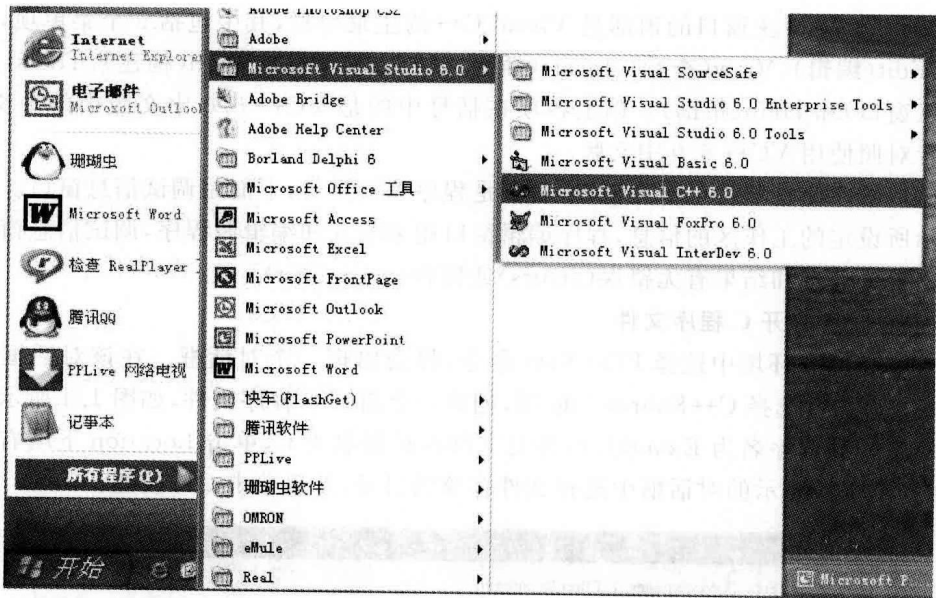 Adobe Photoshop CS2
Internet
Internet Explorer
电子邮件
Microsoft Outlook
珊瑚虫
Microsoft Word
检查 RealPlayer
腾讯QQ
PPLive 网络电视
记事本
所有程序(P)
开始
Adobe
Microsoft Visual Studio 6.0
Adobe Bridge
Adobe Help Center
Borland Delphi 6
Microsoft Office 工具
Microsoft Access
Microsoft Excel
Microsoft FrontPage
Microsoft Outlook
Microsoft PowerPoint
Microsoft Word
快车(FlashGet)
腾讯软件
PPLive
珊瑚虫软件
OMRON
eMule
Real
Microsoft Visual SourceSafe
Microsoft Visual Studio 6.0 Enterprise Tools
Microsoft Visual Studio 6.0 Tools
Microsoft Visual Basic 6.0
Microsoft Visual C++ 6.0
Microsoft Visual FoxPro 6.0
Microsoft Visual InterDev 6.0
Microsoft P...